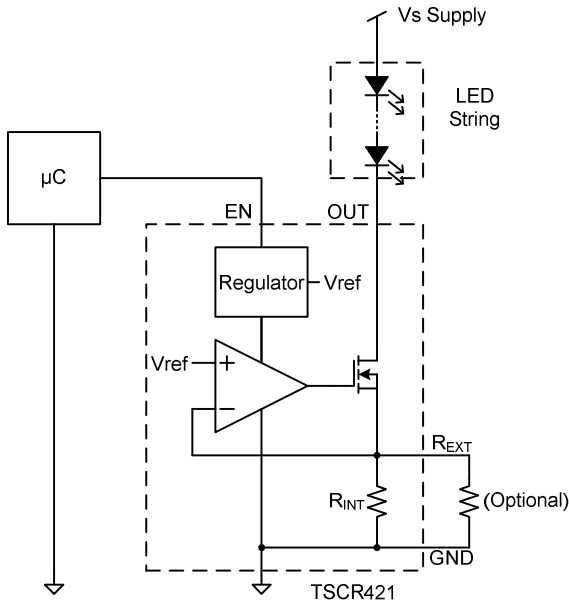 Vs Supply
LED
String
µC
EN
OUT
Regulator
Vref
Vref
+
−
REXT
RINT
(Optional)
GND
TSCR421